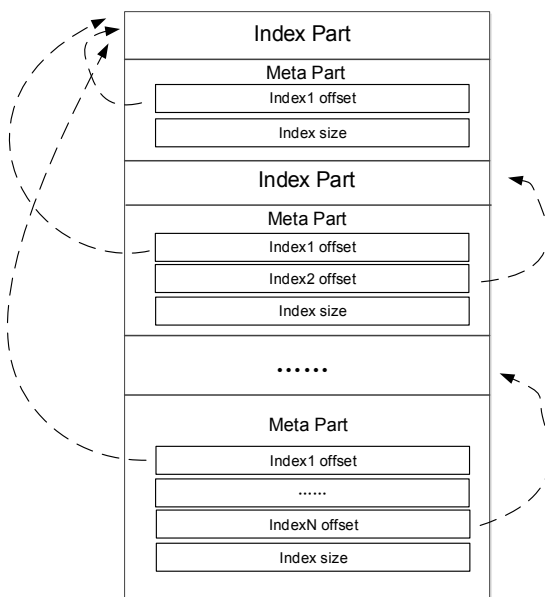 Index Part
Meta Part
Index1 offset
Index size
Index Part
Meta Part
Index1 offset
Index2 offset
Index size
……
Meta Part
Index1 offset
……
IndexN offset
Index size